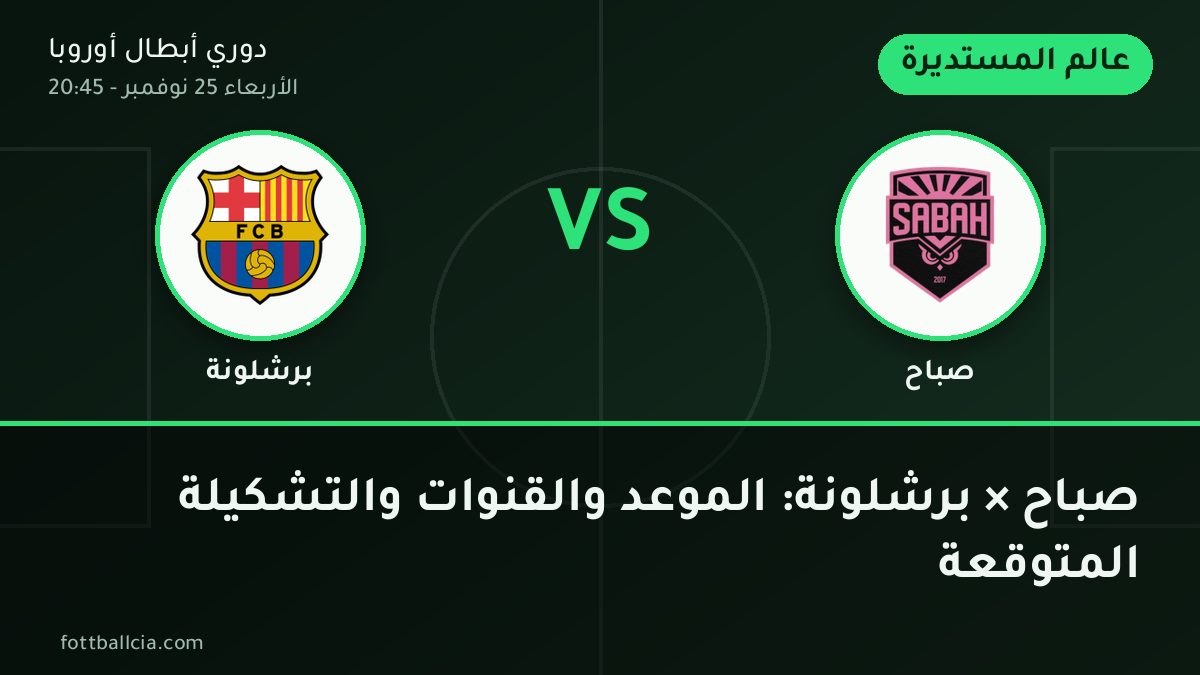 عالم المستديرة
دوري أبطال أوروبا
الأربعاء 25 نوفمبر - 20:45
SABAH
2017
VS
FCB
صباح
برشلونة
صباح × برشلونة: الموعد والقنوات والتشكيلة
المتوقعة
fottballcia.com